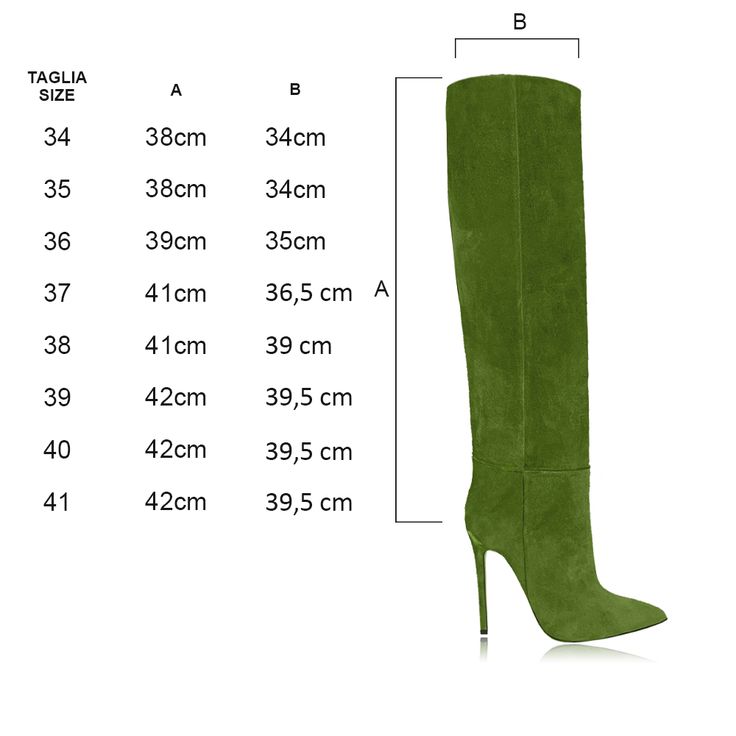 B
TAGLIA
SIZE A B
34 38cm 34cm
35 38cm 34cm
36 39cm 35cm
37 41cm 36,5 cm A
38 41cm 39 cm
39 42cm 39,5 cm
40 42cm 39,5 cm
41 42cm 39,5 cm